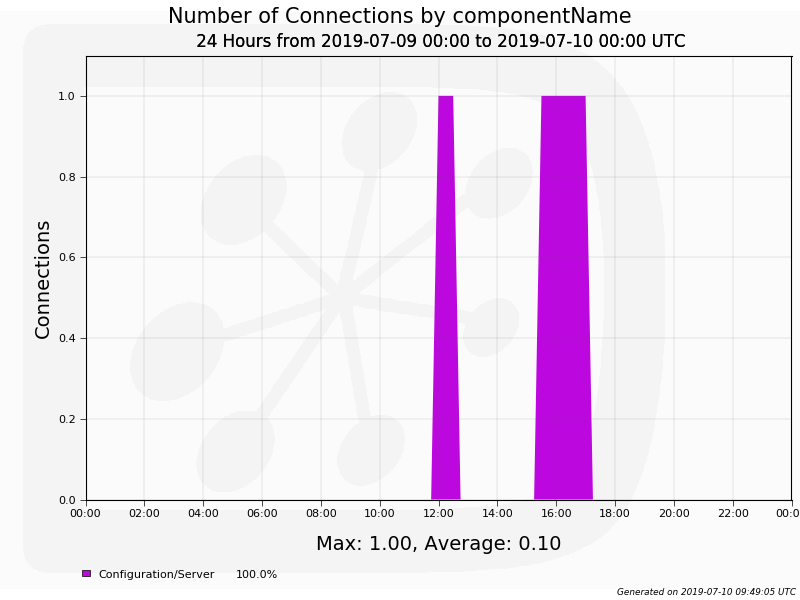 Number of Connections by componentName
24 Hours from 2019-07-09 00:00 to 2019-07-10 00:00 UTC
Connections
1.0
0.8
0.6
0.4
0.2
0.0
00:00 02:00 04:00 06:00 08:00 10:00 12:00 14:00 16:00 18:00 20:00 22:00 00:0
Max: 1.00, Average: 0.10
Configuration/Server 100.0%
Generated on 2019-07-10 09:49:05 UTC